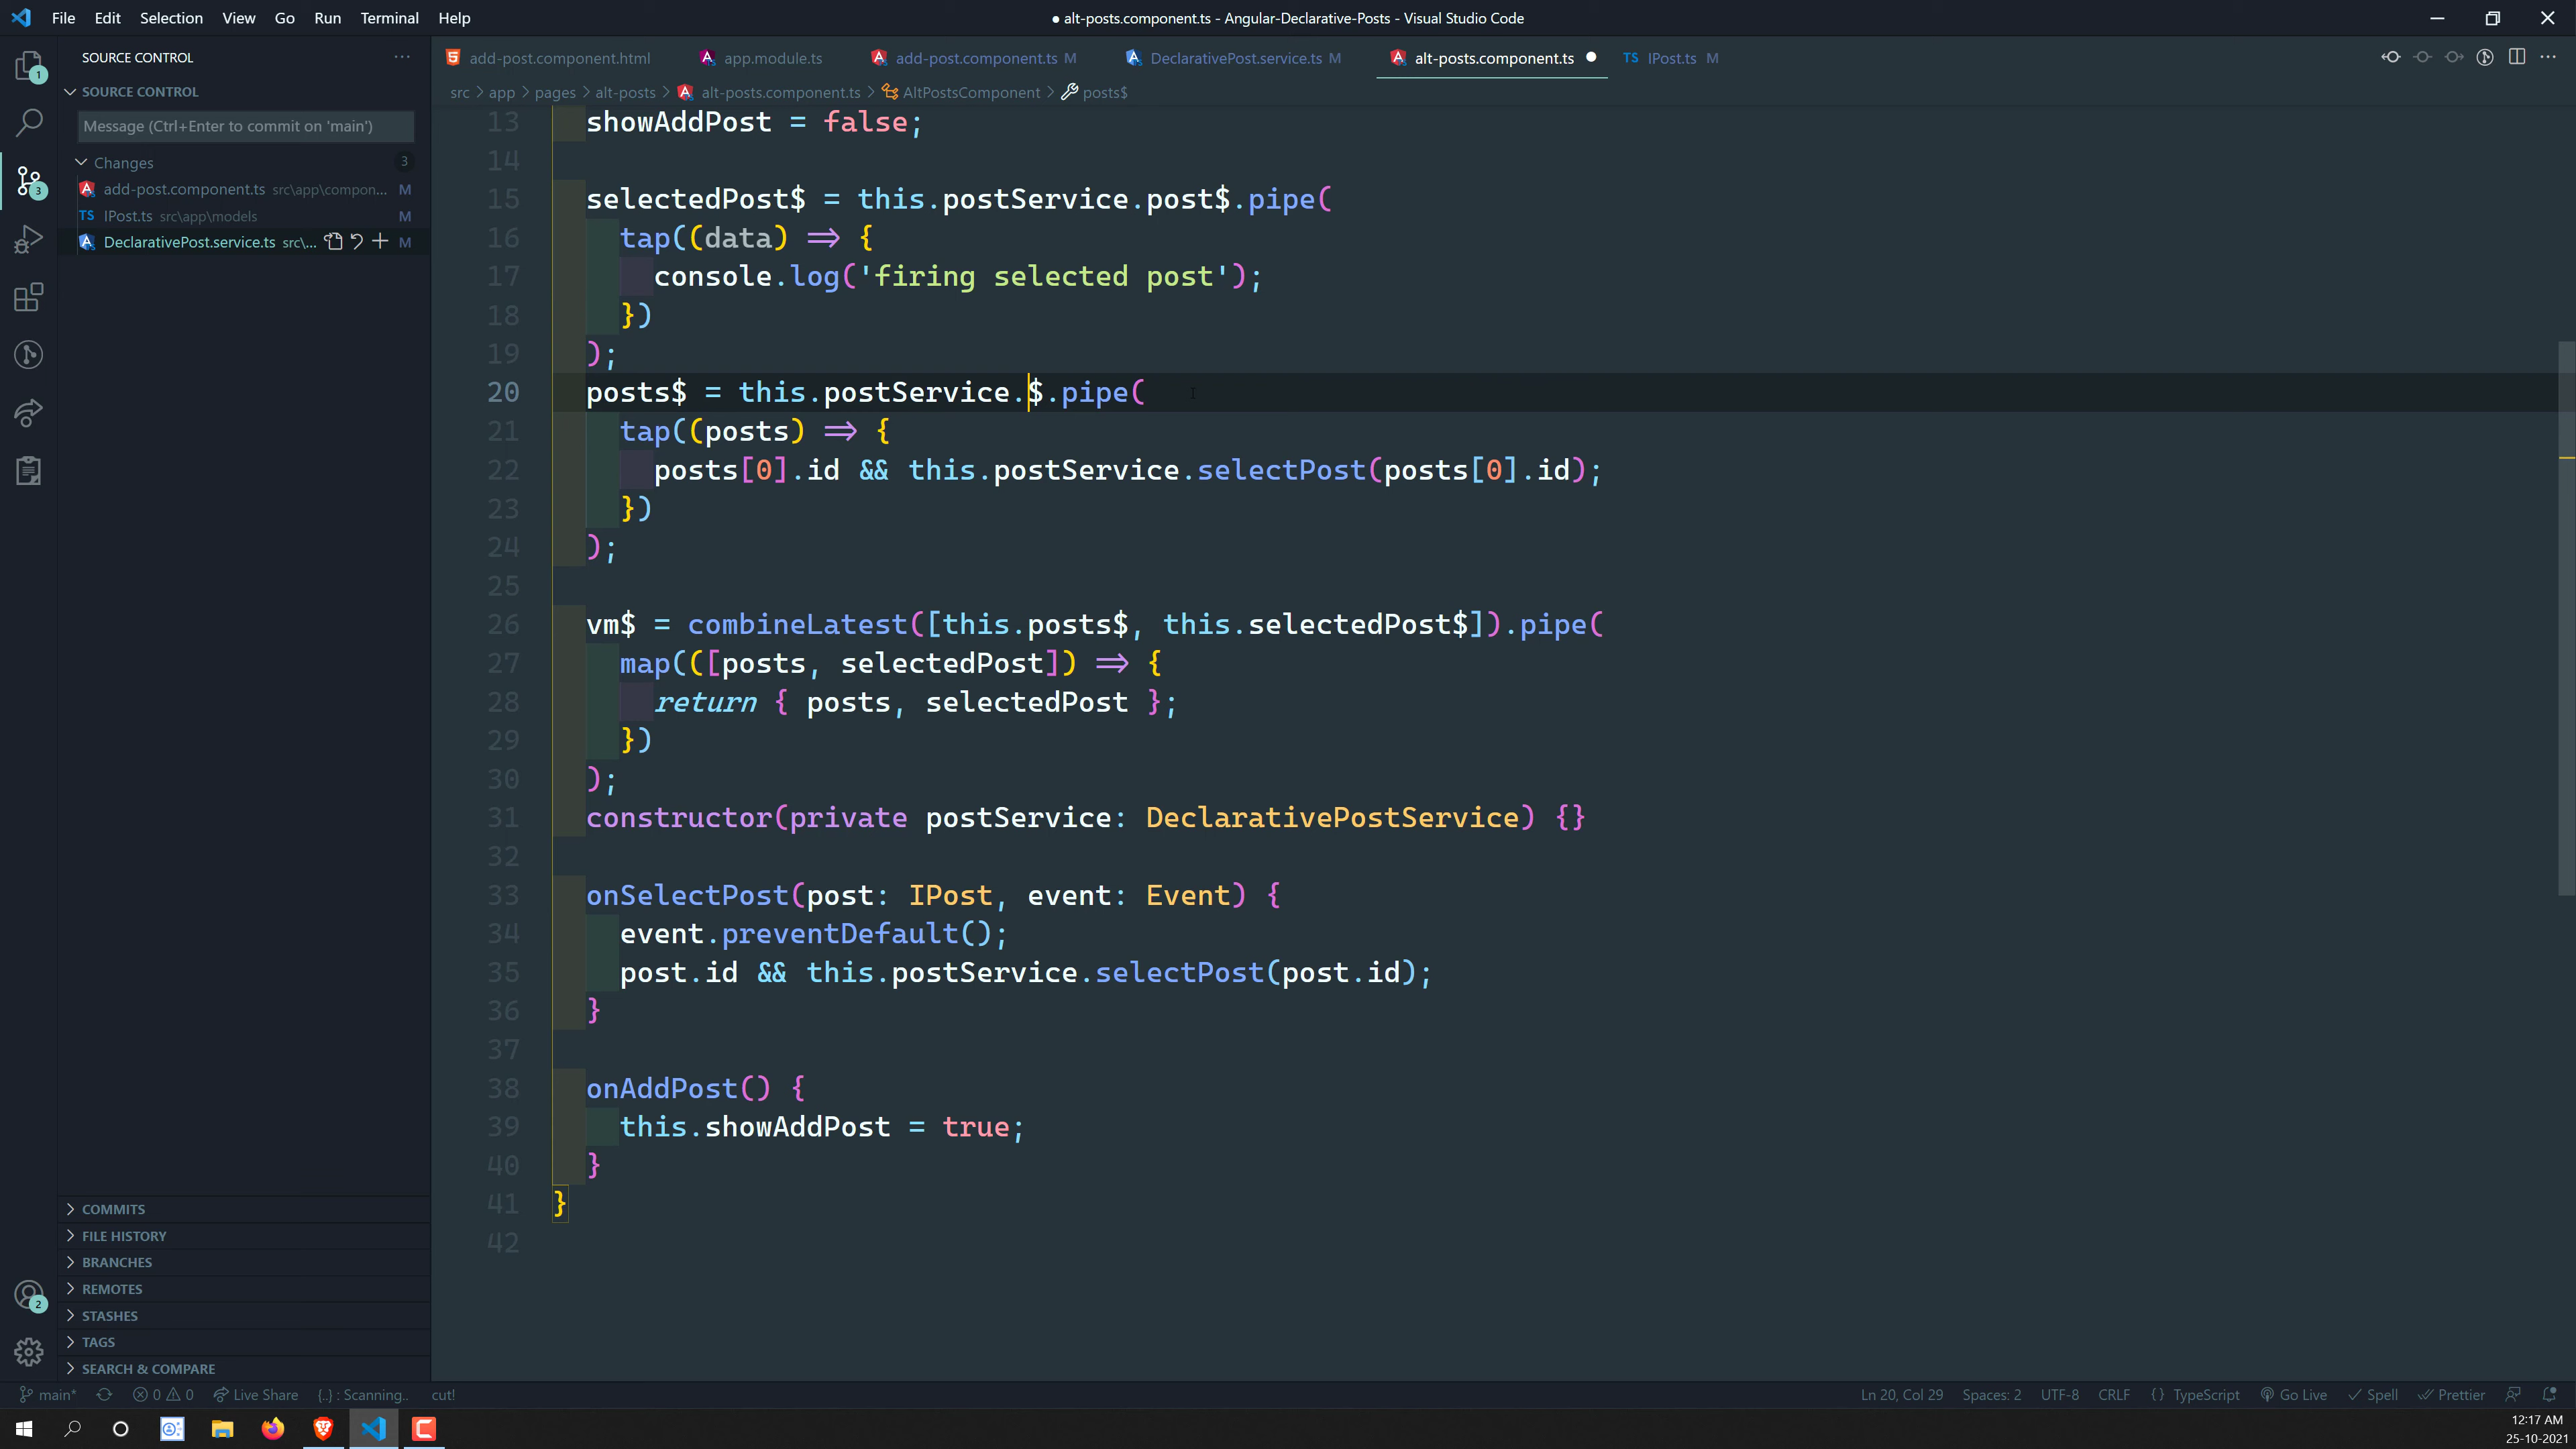 File Edit Selection View Go Run Terminal Help
● alt-posts.component.ts - Angular-Declarative-Posts - Visual Studio Code
SOURCE CONTROL
add-post.component.html
app.module.ts
add-post.component.ts M
DeclarativePost.service.ts M
alt-posts.component.ts
TS IPost.ts M
src > app > pages > alt-posts > alt-posts.component.ts > AltPostsComponent > posts$
SOURCE CONTROL
Message (Ctrl+Enter to commit on 'main')
Changes 3
add-post.component.ts src\app\compon... M
TS IPost.ts src\app\models M
DeclarativePost.service.ts src\... M
1
3
13 showAddPost = false;
14
15 selectedPost$ = this.postService.post$.pipe(
16 tap((data) => {
17 console.log('firing selected post');
18 })
19 );
20 posts$ = this.postService.$.pipe(
21 tap((posts) => {
22 posts[0].id && this.postService.selectPost(posts[0].id);
23 })
24 );
25
26 vm$ = combineLatest([this.posts$, this.selectedPost$]).pipe(
27 map(([posts, selectedPost]) => {
28 return { posts, selectedPost };
29 })
30 );
31 constructor(private postService: DeclarativePostService) {}
32
33 onSelectPost(post: IPost, event: Event) {
34 event.preventDefault();
35 post.id && this.postService.selectPost(post.id);
36 }
37
38 onAddPost() {
39 this.showAddPost = true;
40 }
41 }
42
COMMITS
FILE HISTORY
BRANCHES
REMOTES
STASHES
TAGS
SEARCH & COMPARE
2
main* 0 0 Live Share {..} : Scanning.. cut!
Ln 20, Col 29 Spaces: 2 UTF-8 CRLF {} TypeScript Go Live Spell Prettier
12:17 AM
25-10-2021